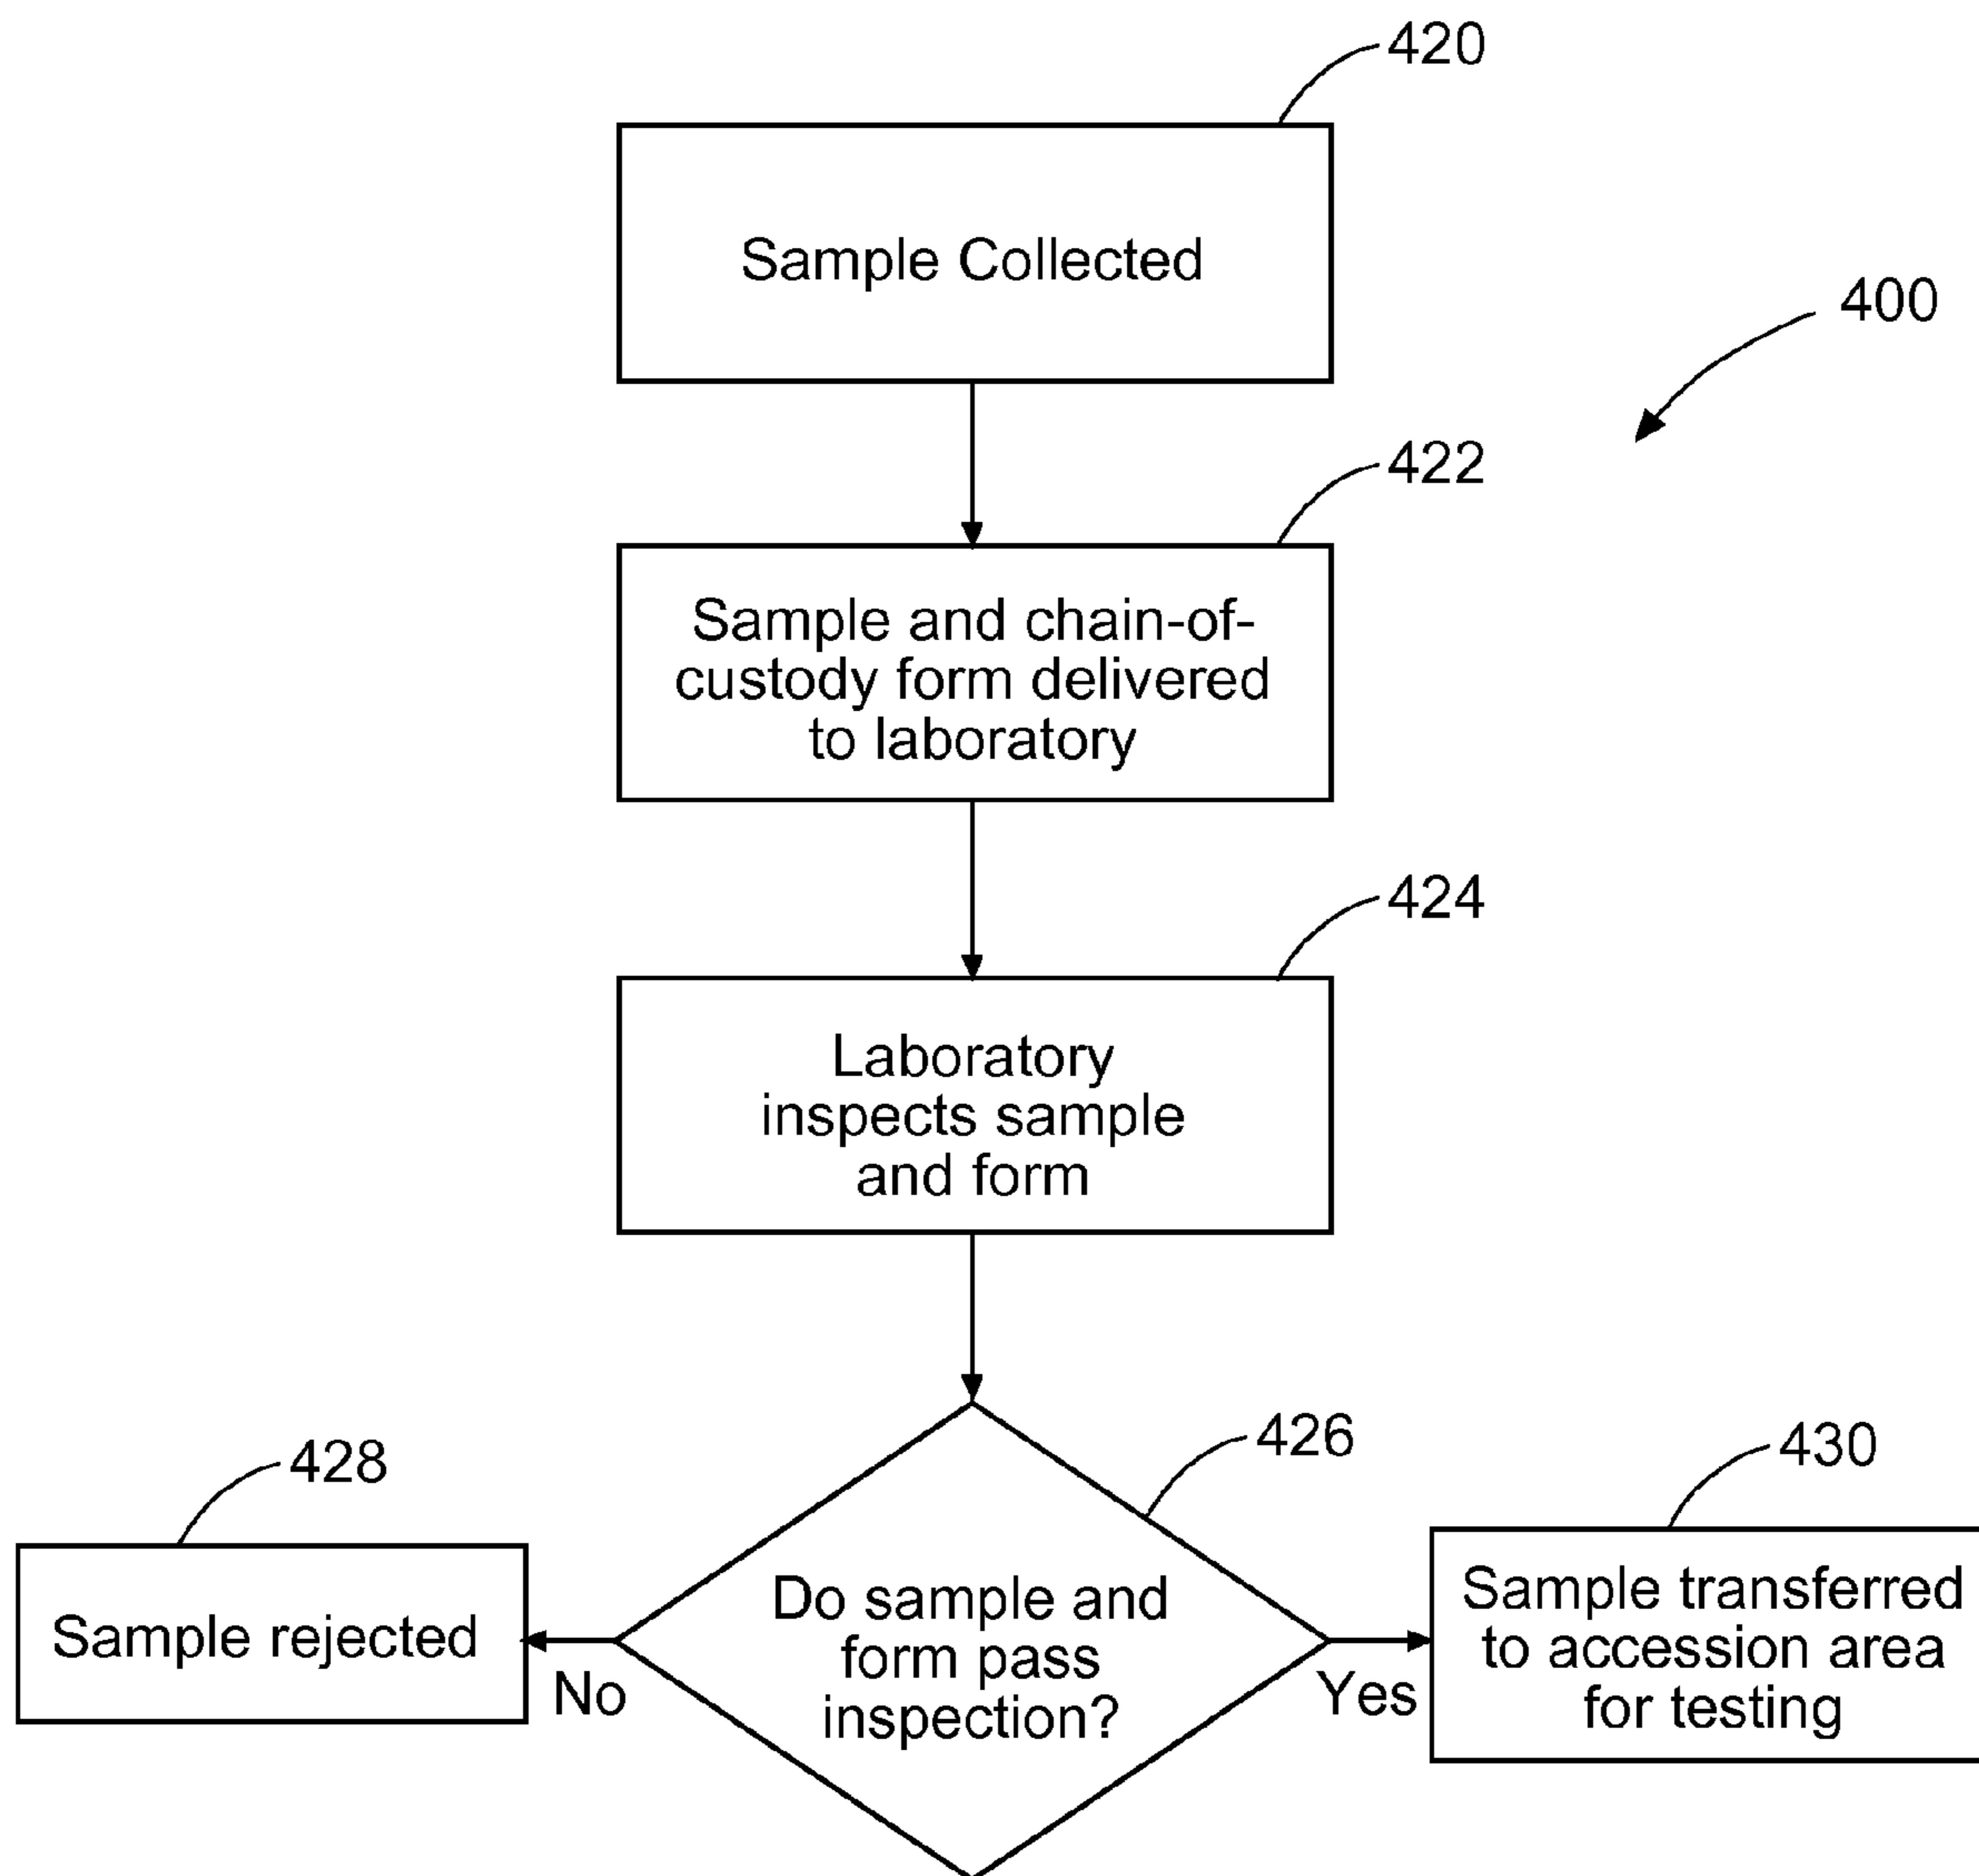 420
Sample Collected
400
422
Sample and chain-of-
custody form delivered
to laboratory
424
Laboratory
inspects sample
and form
426
428
430
Do sample and
form pass
inspection?
Sample rejected
No
Yes
Sample transferred
to accession area
for testing